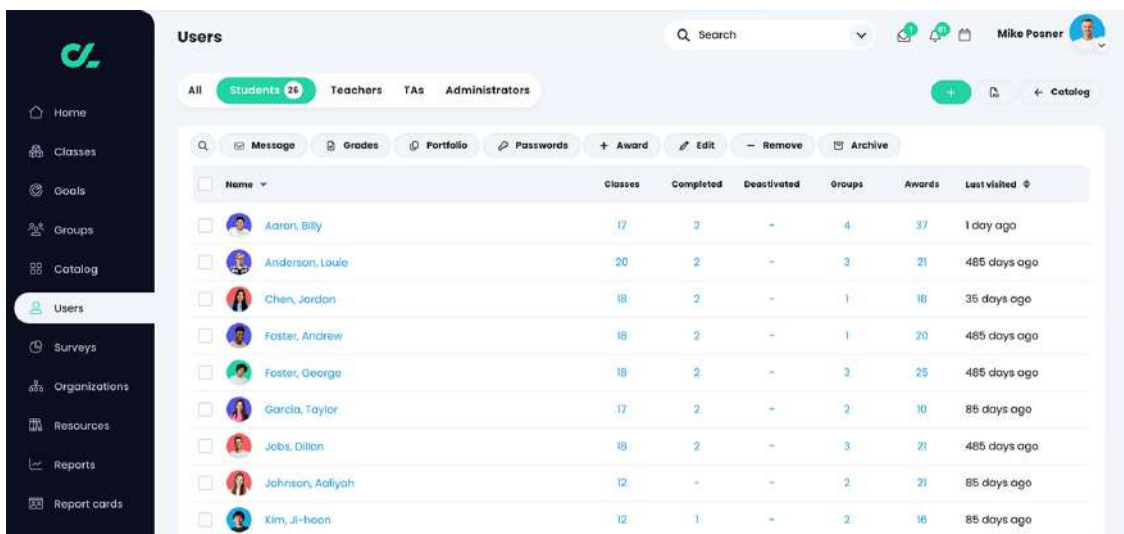 Users
Search
1
61
Mike Posner
All Students 26 Teachers TAs Administrators
+ ← Catalog
Home
Classes
Goals
Groups
Catalog
Users
Surveys
Organizations
Resources
Reports
Report cards
Message Grades Portfolio Passwords + Award Edit − Remove Archive
Name Classes Completed Deactivated Groups Awards Last visited
Aaron, Billy 17 2 - 4 37 1 day ago
Anderson, Louie 20 2 - 3 21 485 days ago
Chen, Jordan 18 2 - 1 18 35 days ago
Foster, Andrew 18 2 - 1 20 485 days ago
Foster, George 18 2 - 3 25 485 days ago
Garcia, Taylor 17 2 - 2 10 85 days ago
Jobs, Dillon 18 2 - 3 21 485 days ago
Johnson, Aaliyah 12 - - 2 21 85 days ago
Kim, Ji-hoon 12 1 - 2 16 85 days ago